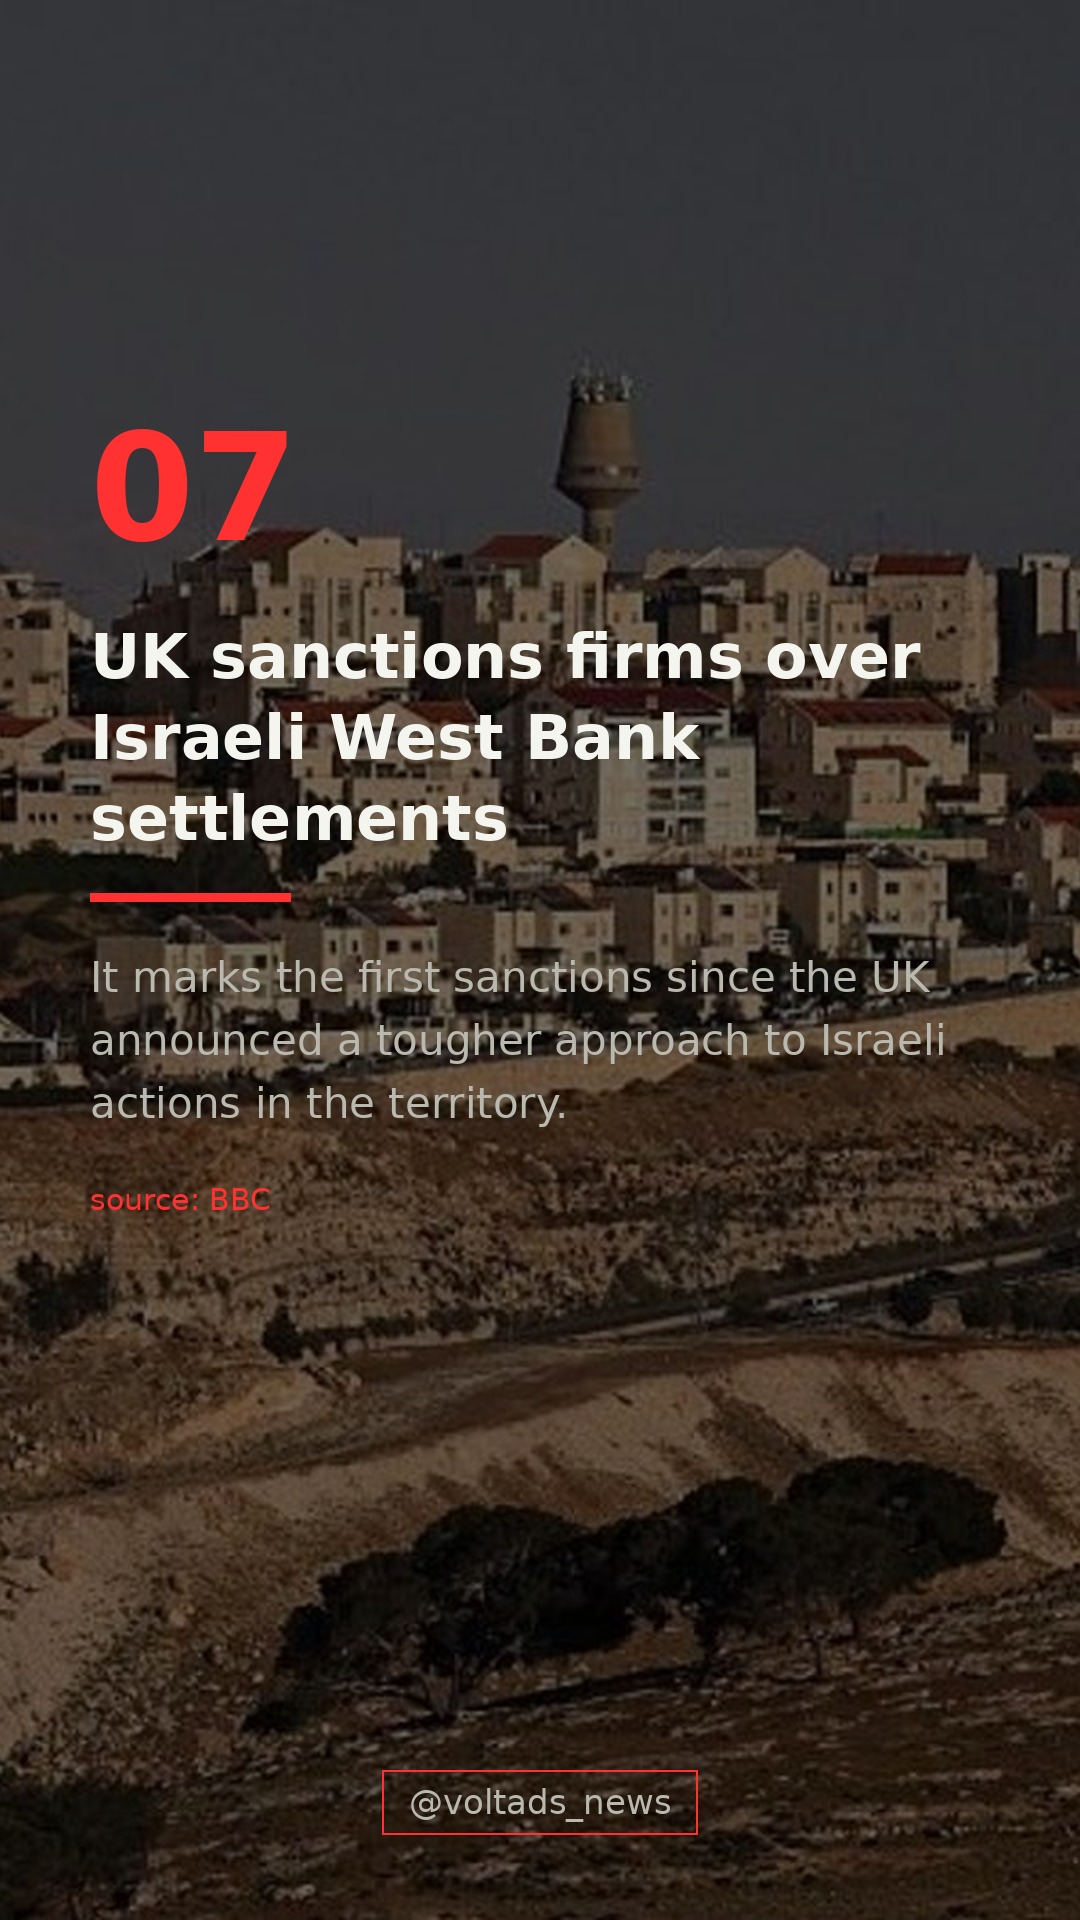 07
UK sanctions firms over
Israeli West Bank
settlements
It marks the first sanctions since the UK
announced a tougher approach to Israeli
actions in the territory.
source: BBC
@voltads_news